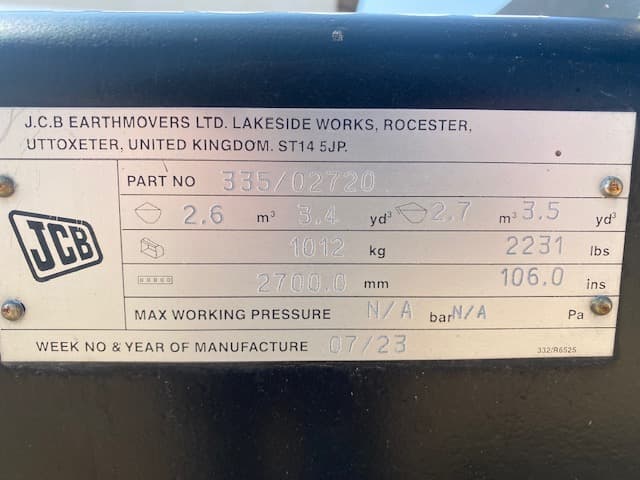 J.C.B EARTHMOVERS LTD. LAKESIDE WORKS, ROCESTER,
UTTOXETER, UNITED KINGDOM. ST14 5JP.
JCB
PART NO 335/02720
2.6 m³ 3.4 yd³ 2.7 m³ 3.5 yd³
1012 kg 2231 lbs
2700.0 mm 106.0 ins
MAX WORKING PRESSURE N/A bar N/A Pa
WEEK NO & YEAR OF MANUFACTURE 07/23
332/R6525